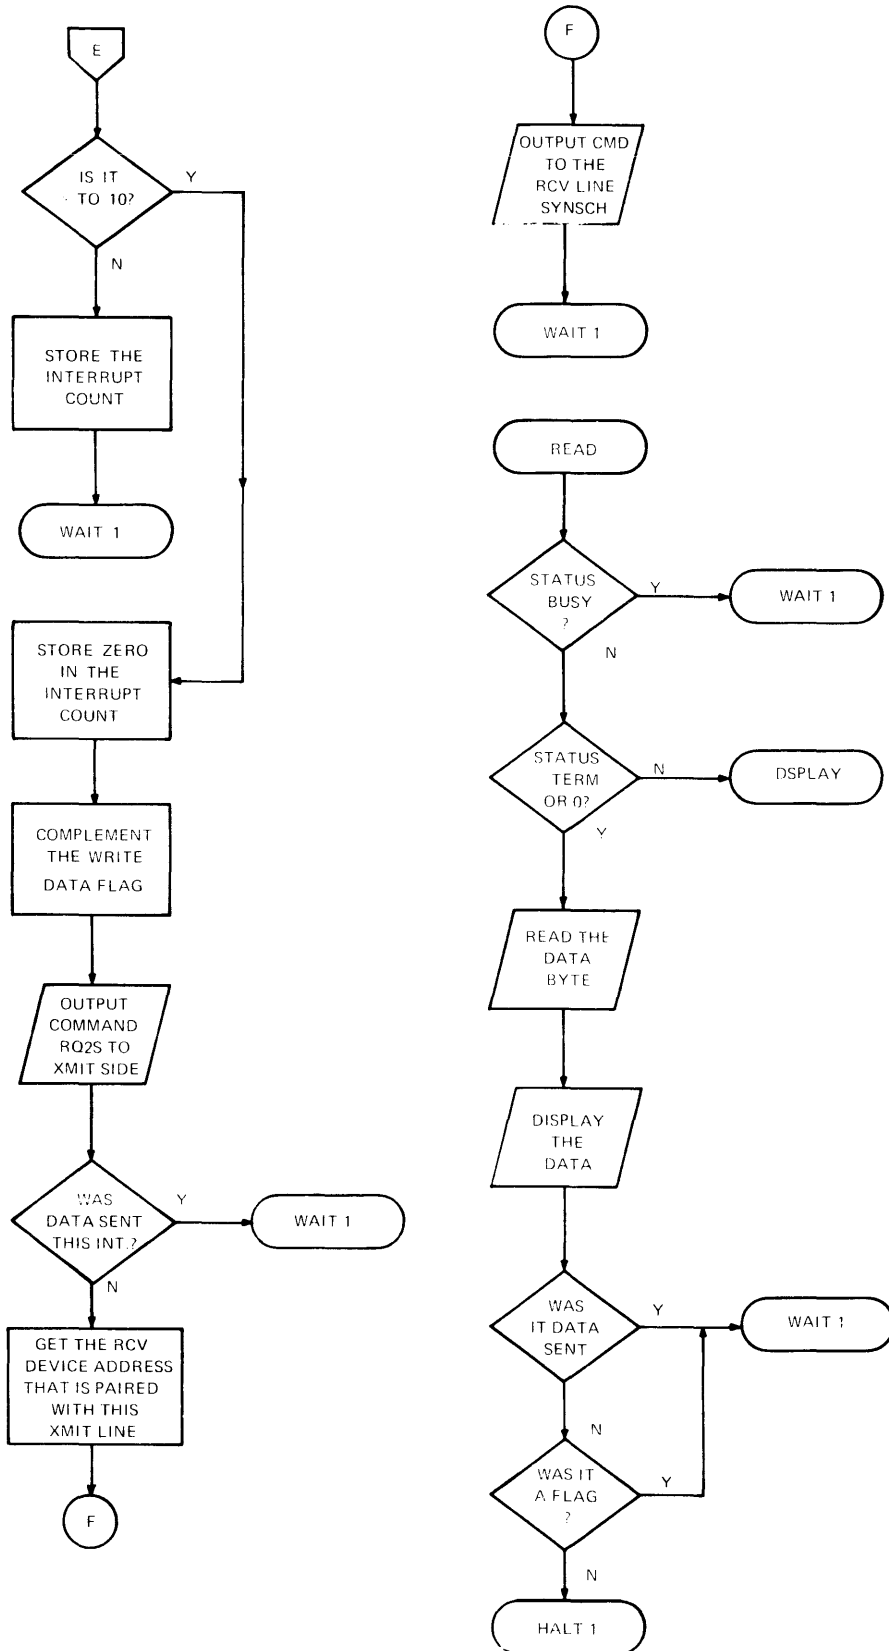 E
IS IT
TO 10?
Y
N
STORE THE
INTERRUPT
COUNT
WAIT 1
STORE ZERO
IN THE
INTERRUPT
COUNT
COMPLEMENT
THE WRITE
DATA FLAG
OUTPUT
COMMAND
RQ2S TO
XMIT SIDE
WAS
DATA SENT
THIS INT.?
Y
WAIT 1
N
GET THE RCV
DEVICE ADDRESS
THAT IS PAIRED
WITH THIS
XMIT LINE
F
F
OUTPUT CMD
TO THE
RCV LINE
SYNSCH
WAIT 1
READ
STATUS
BUSY
?
Y
WAIT 1
N
STATUS
TERM
OR 0?
N
DSPLAY
Y
READ THE
DATA
BYTE
DISPLAY
THE
DATA
WAS
IT DATA
SENT
Y
WAIT 1
N
WAS IT
A FLAG
?
Y
N
HALT 1